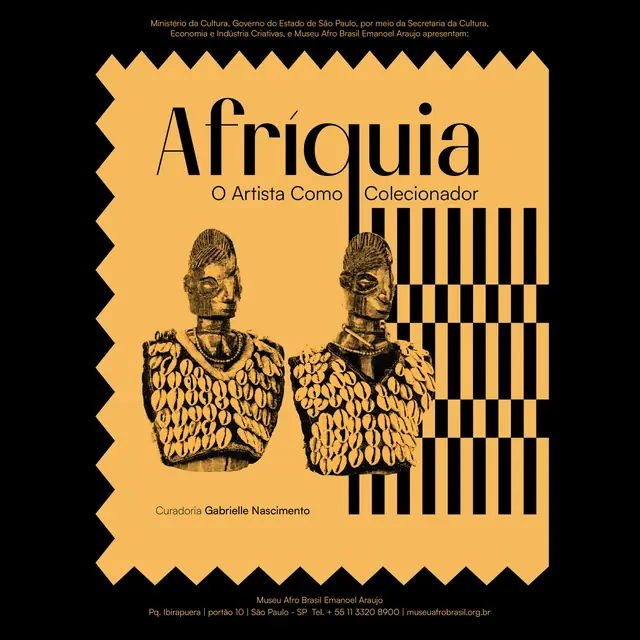 Ministério da Cultura, Governo do Estado de São Paulo, por meio da Secretaria da Cultura,
Economia e Indústria Criativas, e Museu Afro Brasil Emanoel Araujo apresentam:
Afríquia
O Artista Como Colecionador
Curadoria Gabrielle Nascimento
Museu Afro Brasil Emanoel Araujo
Pq. Ibirapuera | portão 10 | São Paulo - SP Tel. + 55 11 3320 8900 | museuafrobrasil.org.br